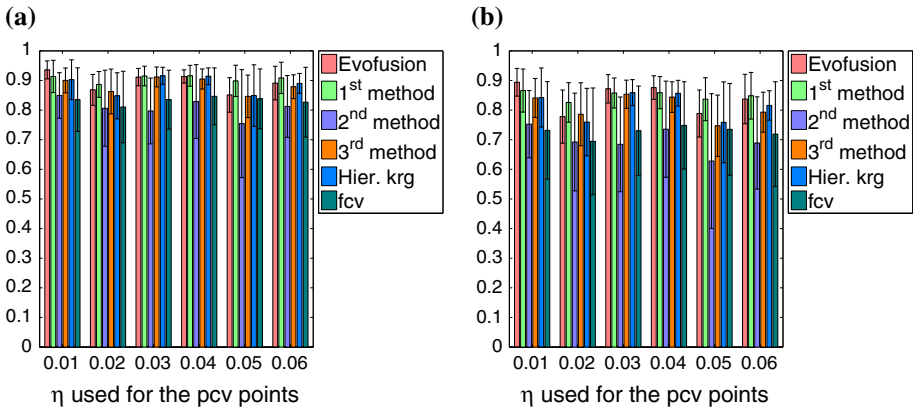 (a)
1
0.9
0.8
0.7
0.6
0.5
0.4
0.3
0.2
0.1
0
0.01 0.02 0.03 0.04 0.05 0.06
η used for the pcv points
Evofusion
1st method
2nd method
3rd method
Hier. krg
fcv
(b)
1
0.9
0.8
0.7
0.6
0.5
0.4
0.3
0.2
0.1
0
0.01 0.02 0.03 0.04 0.05 0.06
η used for the pcv points
Evofusion
1st method
2nd method
3rd method
Hier. krg
fcv